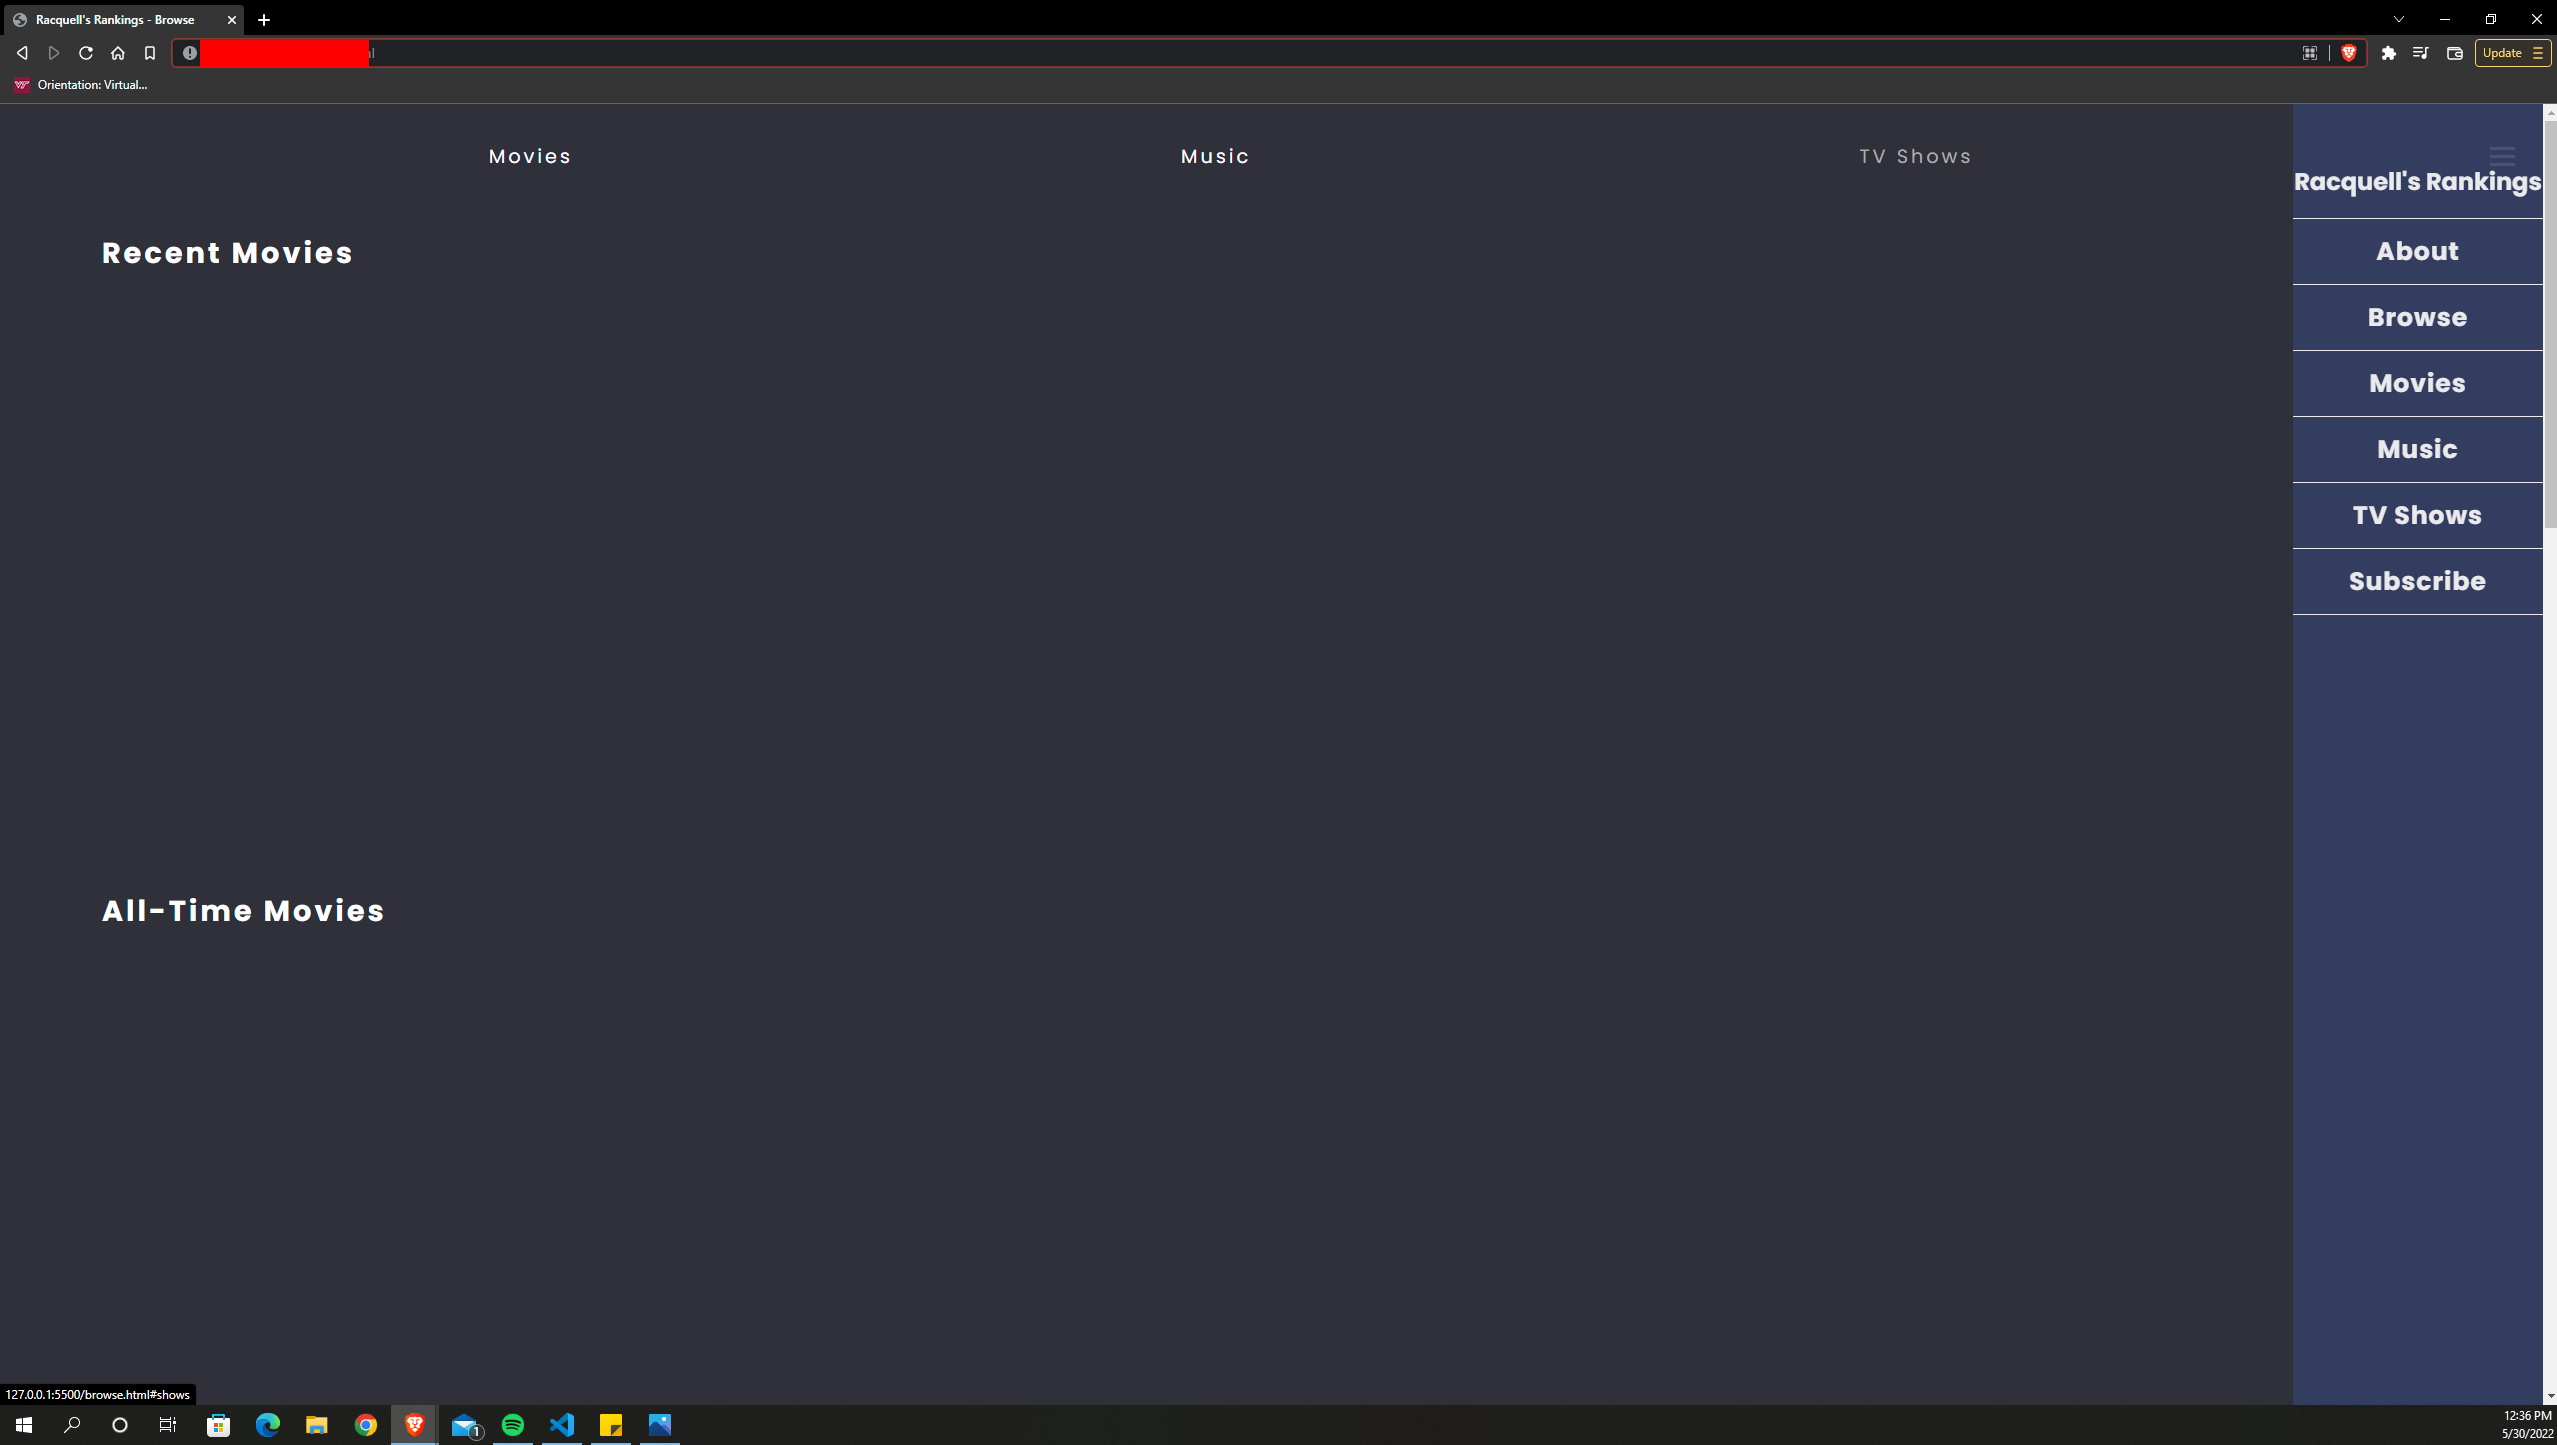 Racquell's Rankings - Browse
Update
Orientation: Virtual...
Movies
Music
TV Shows
Racquell's Rankings
Recent Movies
About
Browse
Movies
Music
TV Shows
Subscribe
All-Time Movies
127.0.0.1:5500/browse.html#shows
1
12:36 PM
5/30/2022